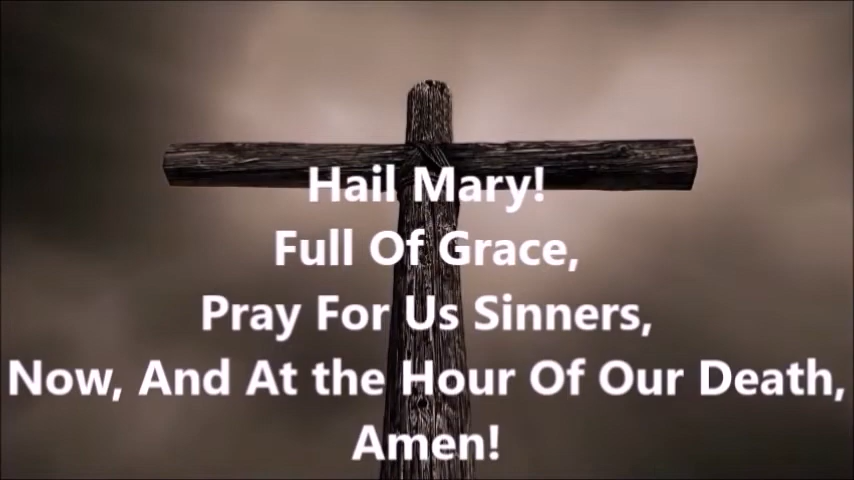 Hail Mary!
Full Of Grace,
Pray For Us Sinners,
Now, And At the Hour Of Our Death,
Amen!